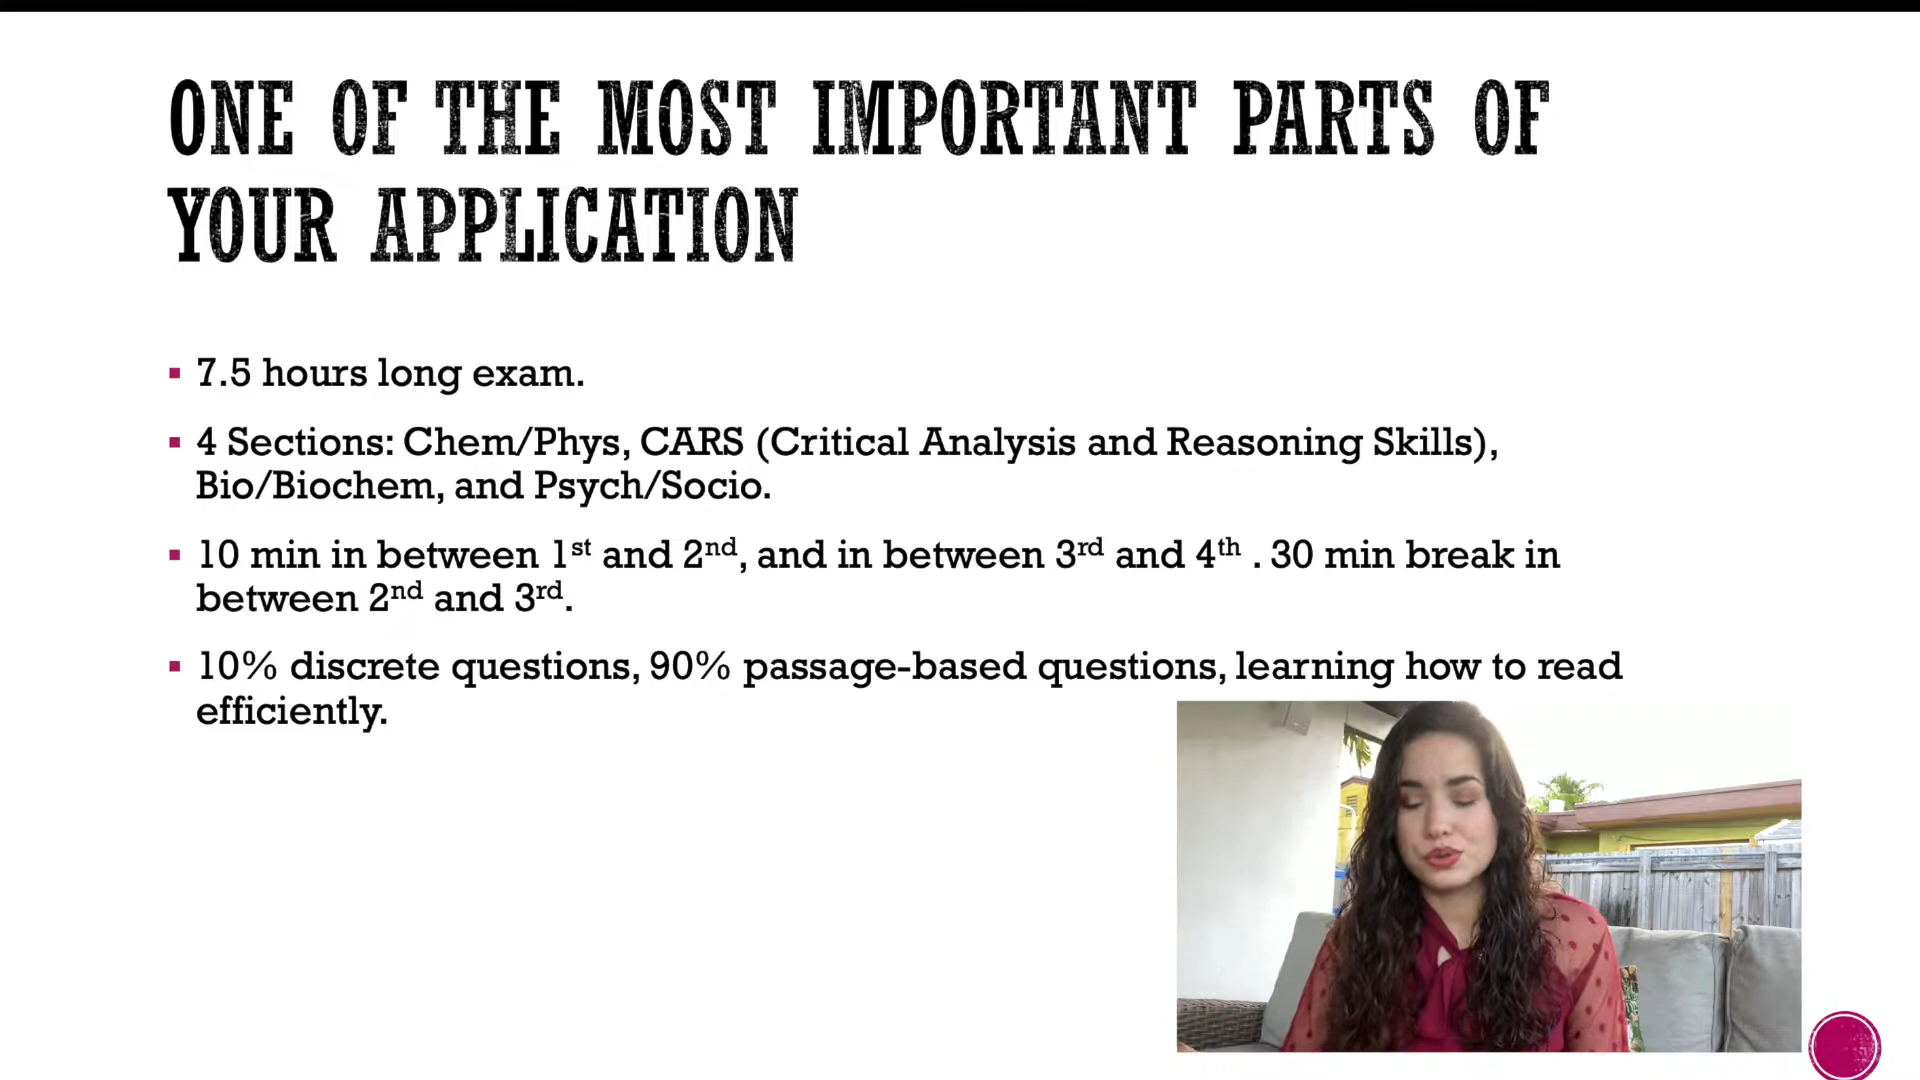 ONE OF THE MOST IMPORTANT PARTS OF
YOUR APPLICATION
▪ 7.5 hours long exam.
▪ 4 Sections: Chem/Phys, CARS (Critical Analysis and Reasoning Skills),
Bio/Biochem, and Psych/Socio.
▪ 10 min in between 1st and 2nd, and in between 3rd and 4th . 30 min break in
between 2nd and 3rd.
▪ 10% discrete questions, 90% passage-based questions, learning how to read
efficiently.